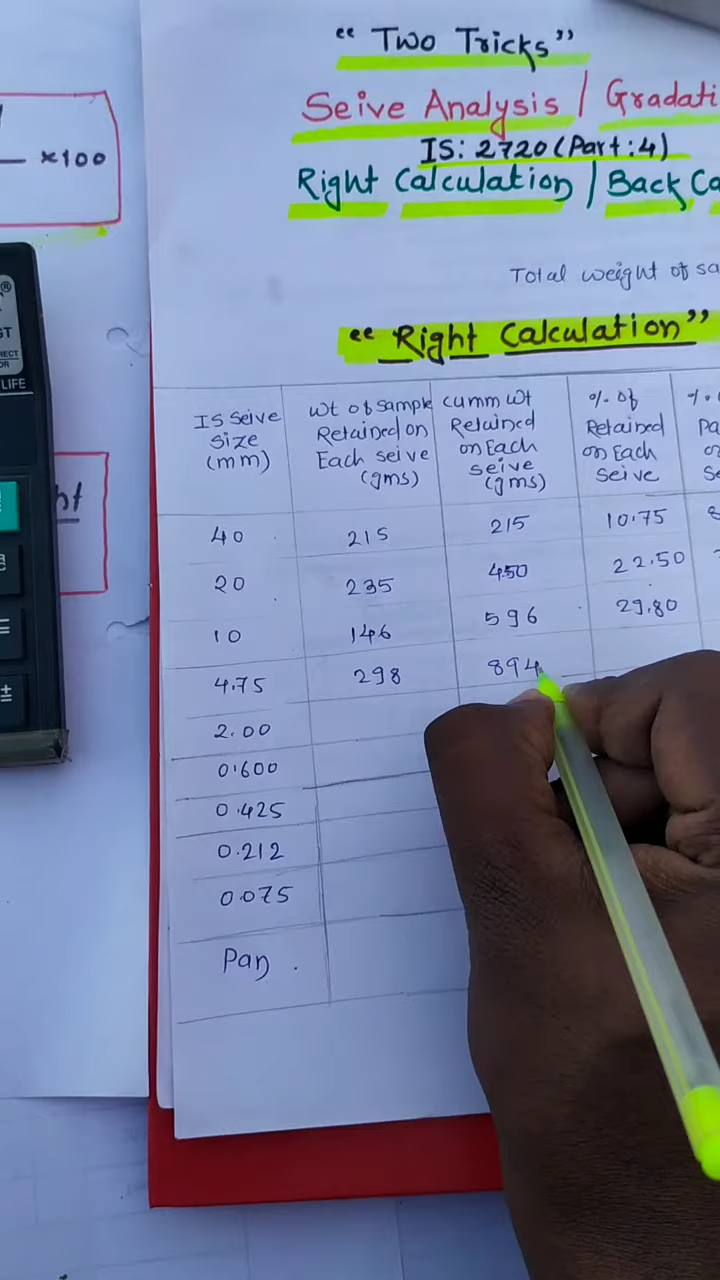 “ Two Tricks ”
Seive Analysis / Gradati
IS: 2720 (Part:4)
Right Calculation / Back Ca
Total weight of sa
“ Right Calculation ”
×100
®
GT
LIFE
IS Seive size (mm)
Wt of sample Retained on Each seive (gms)
cumm wt Retained on Each seive (gms)
%. of Retained on Each Seive
40 215 215 10.75
20 235 450 22.50
10 146 596 29.80
4.75 298 894
2.00
0.600
0.425
0.212
0.075
Pan